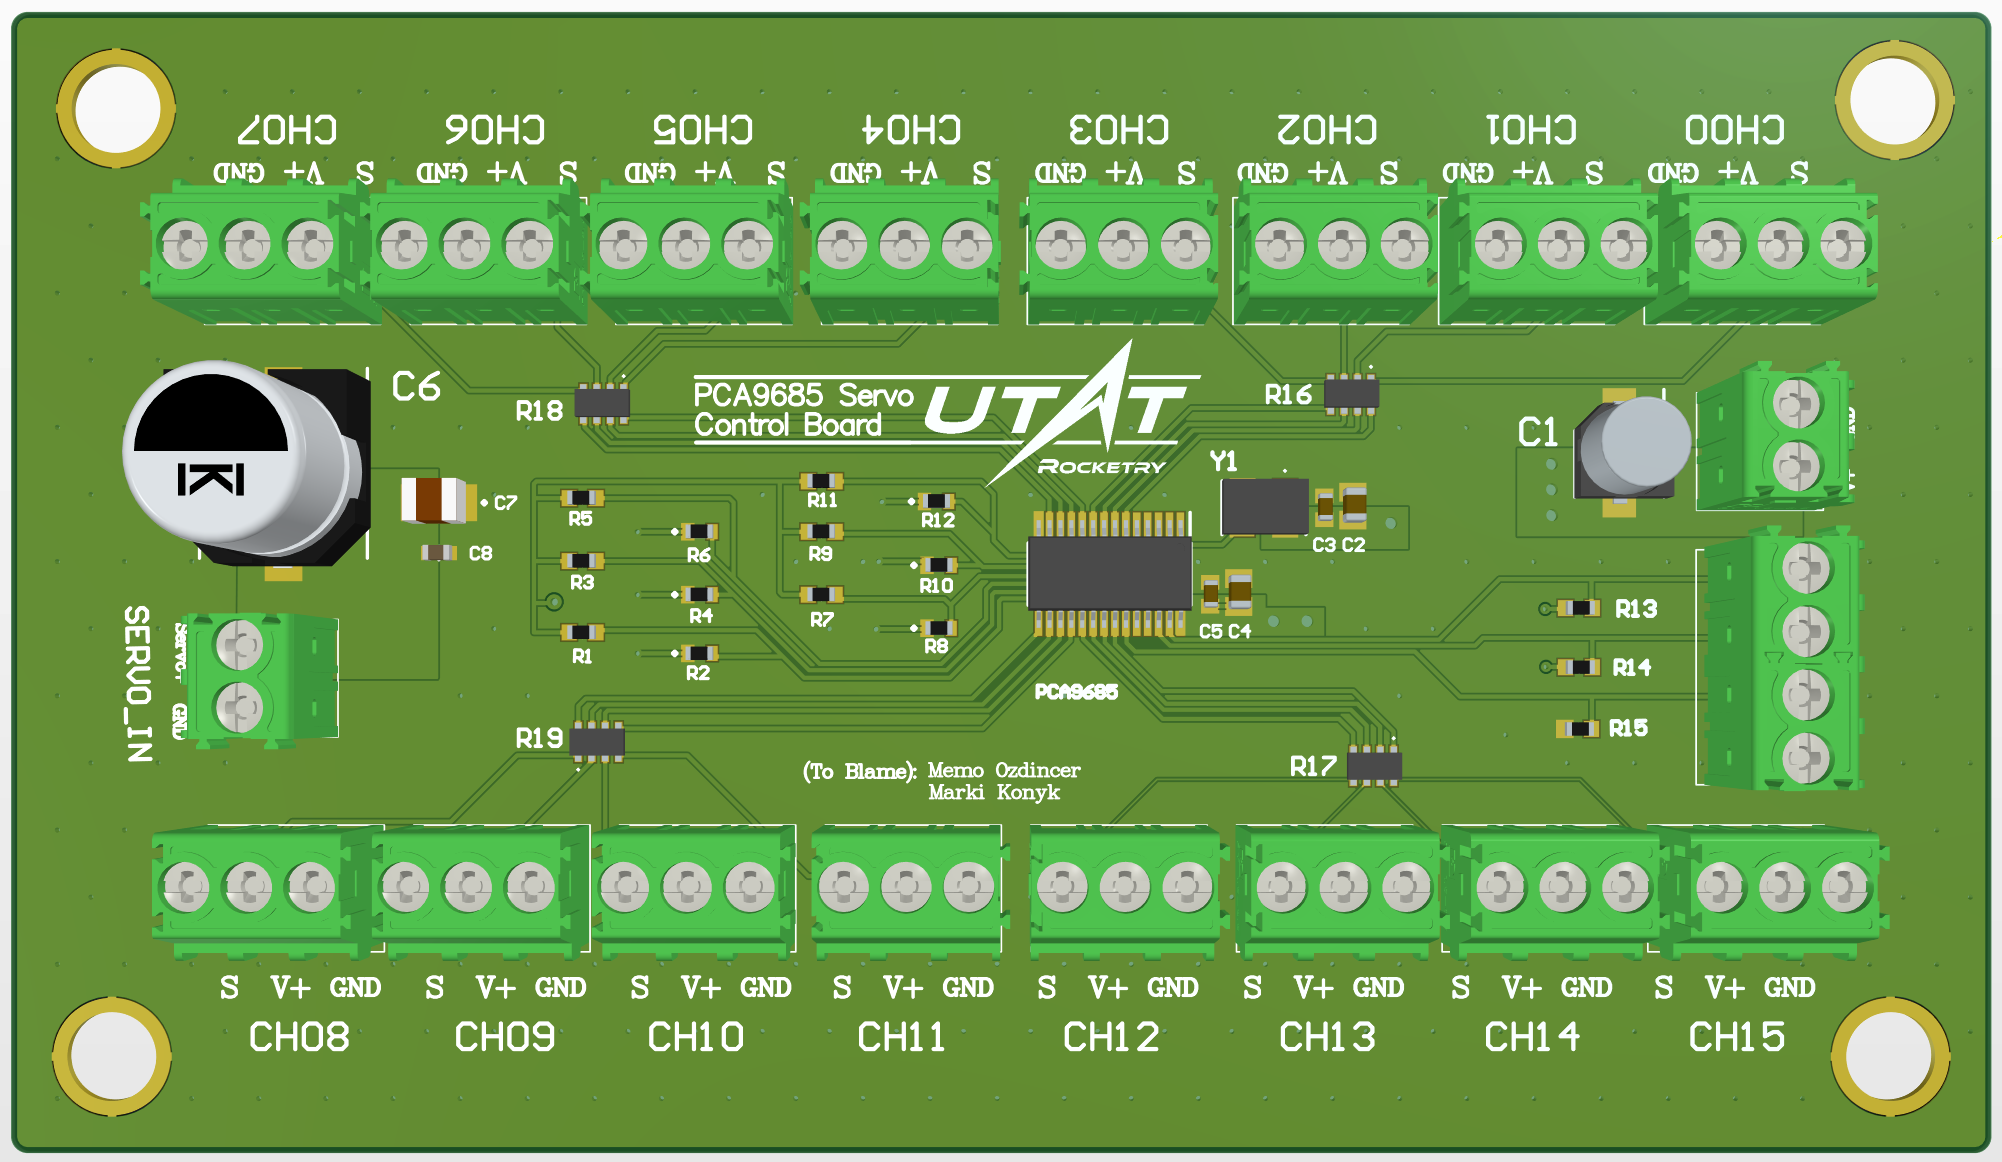 CH07 CH06 CH05 CH04 CH03 CH02 CH01 CH00
GND V+ S GND V+ S GND V+ S GND V+ S GND V+ S GND V+ S GND V+ S GND V+ S
C6
R18
PCA9685 Servo
Control Board
UTAT
ROCKETRY
R16
C1
Y1
C7
C8
R5
R6
R3
R4
R1
R2
R11
R12
R9
R10
R7
R8
C3 C2
C5 C4
R13
R14
R15
SERVO_IN
GND
PCA9685
R19
R17
(To Blame): Memo Ozdincer
Marki Konyk
S V+ GND S V+ GND S V+ GND S V+ GND S V+ GND S V+ GND S V+ GND S V+ GND
CH08 CH09 CH10 CH11 CH12 CH13 CH14 CH15